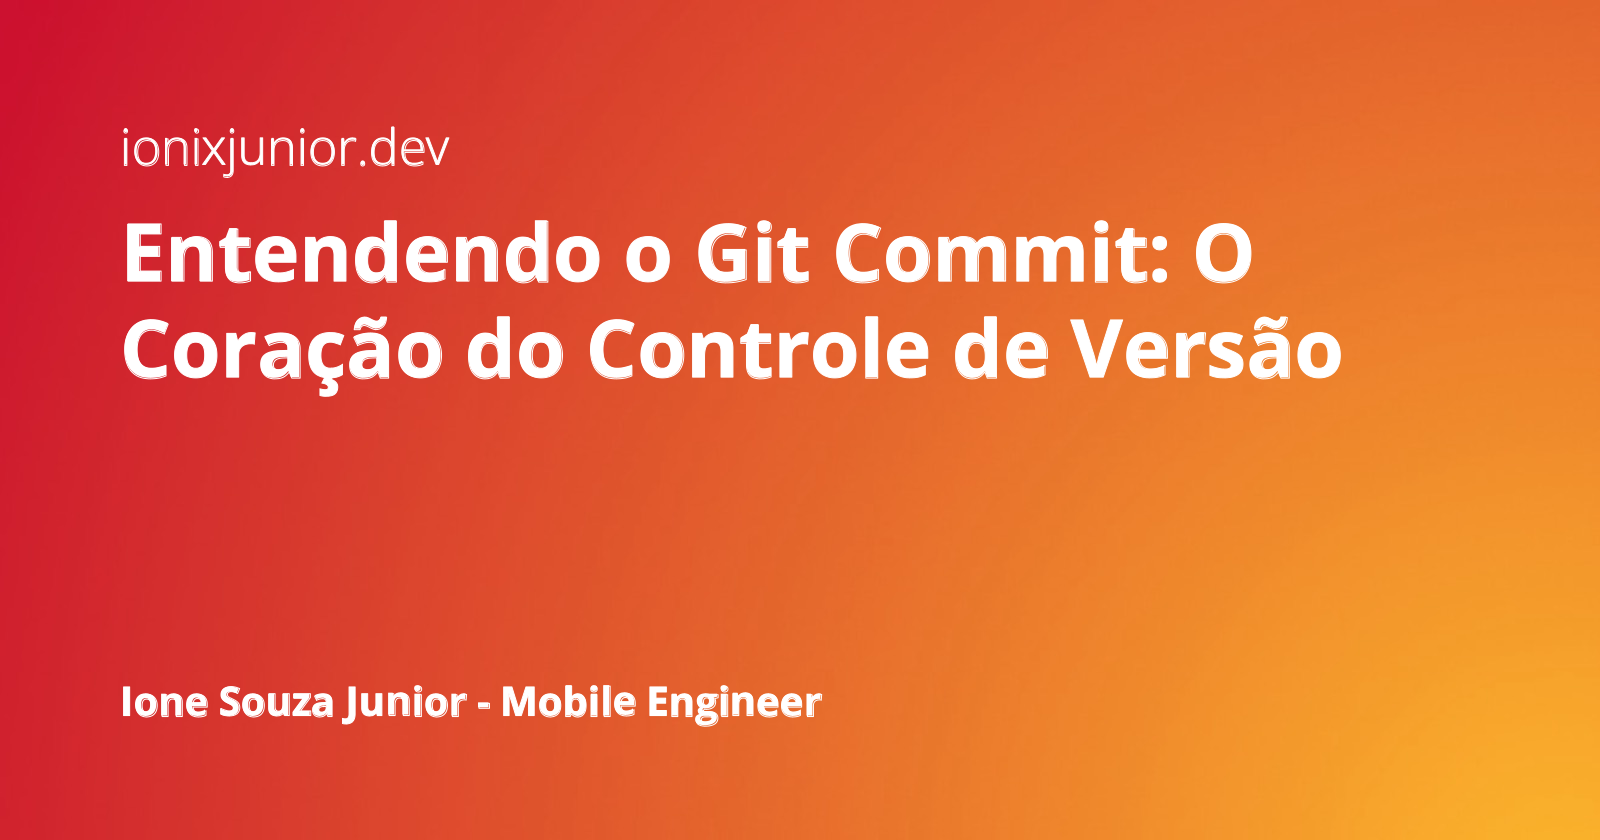 ionixjunior.dev
Entendendo o Git Commit: O
Coração do Controle de Versão
Ione Souza Junior - Mobile Engineer